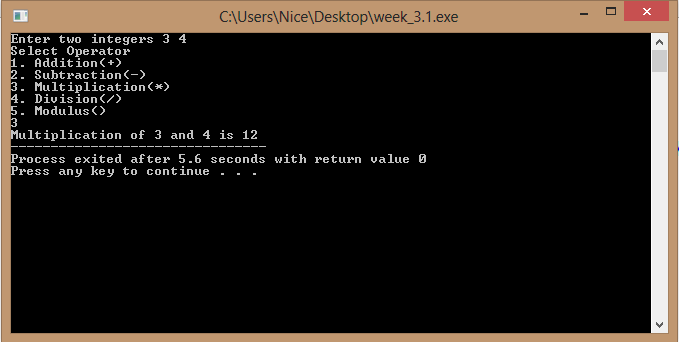 C:\Users\Nice\Desktop\week_3.1.exe
Enter two integers 3 4
Select Operator
1. Addition(+)
2. Subtraction(-)
3. Multiplication(*)
4. Division(/)
5. Modulus()
3
Multiplication of 3 and 4 is 12
--------------------------------
Process exited after 5.6 seconds with return value 0
Press any key to continue . . .